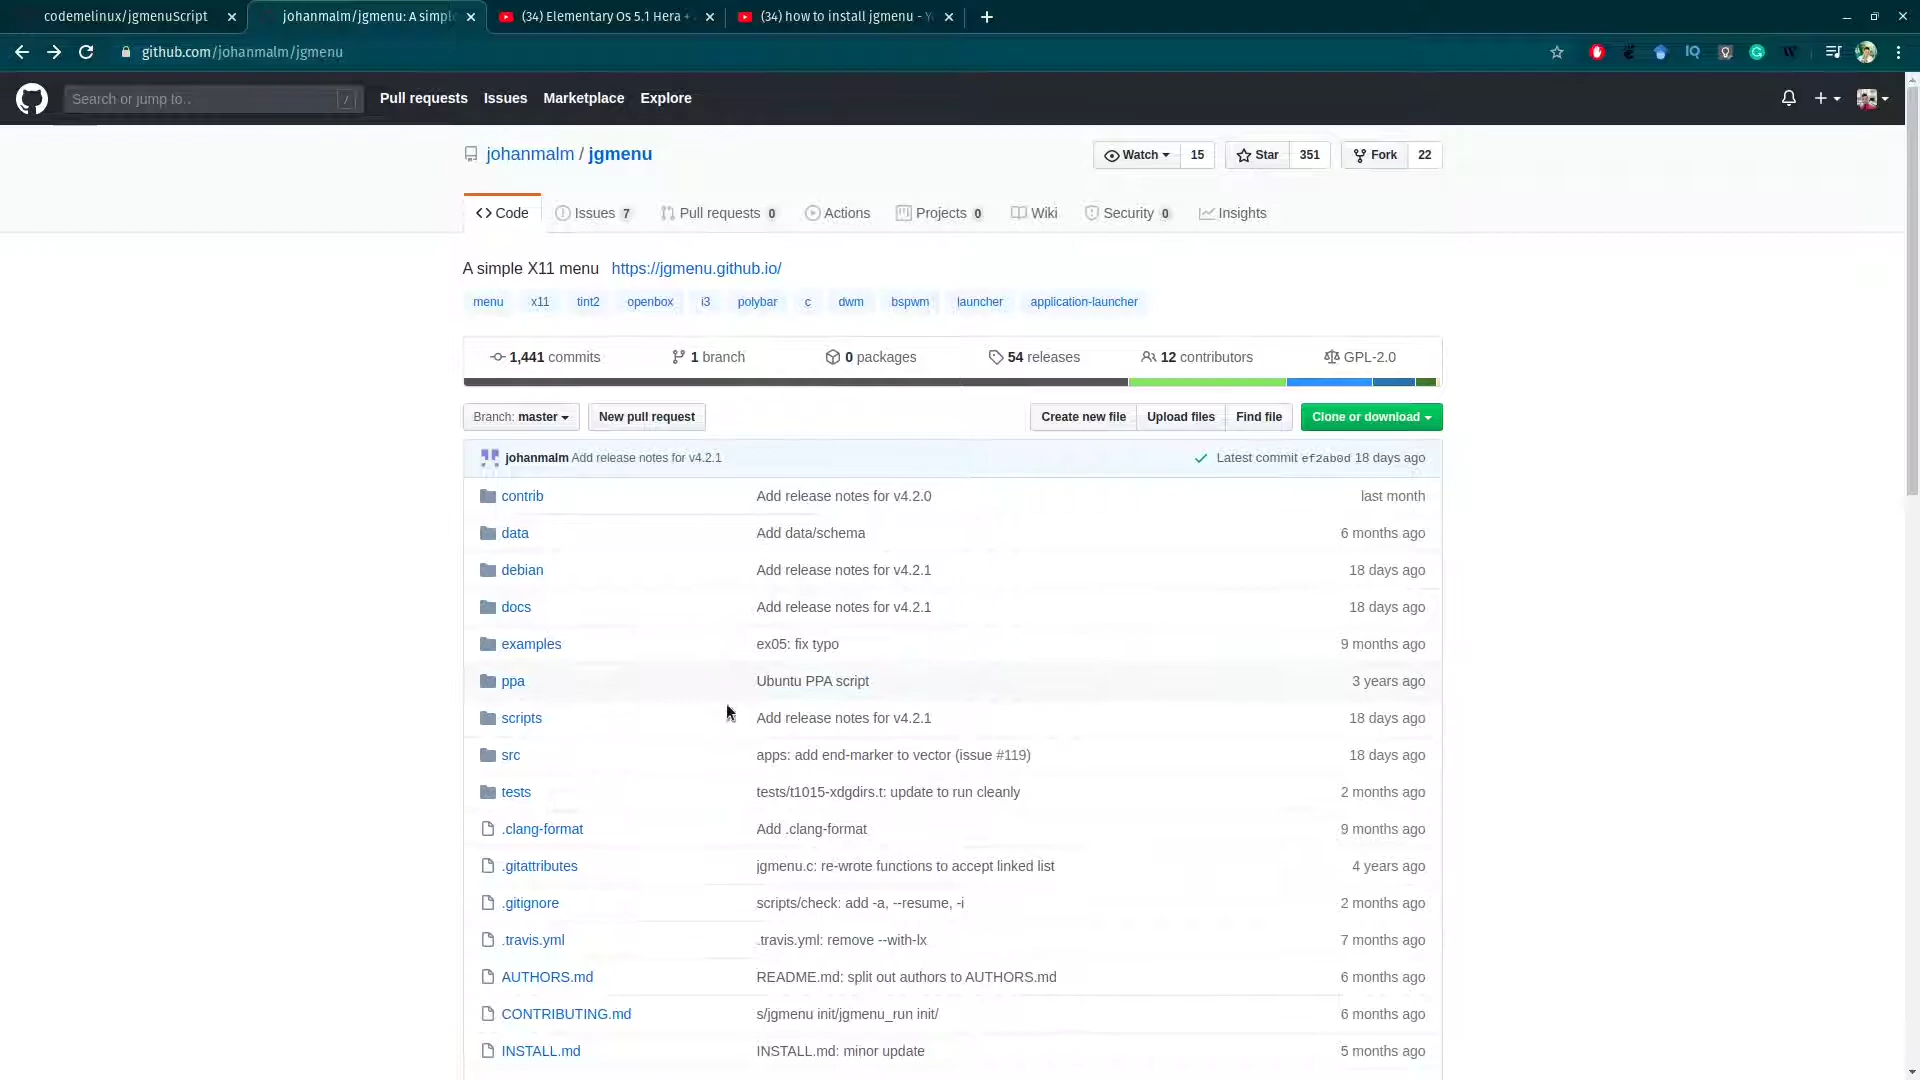 codemelinux/jgmenuScript
johanmalm/jgmenu: A simpl
(34) Elementary Os 5.1 Hera +
(34) how to install jgmenu - Y
github.com/johanmalm/jgmenu
IQ
Search or jump to.. /
Pull requests Issues Marketplace Explore
johanmalm / jgmenu
Watch 15 Star 351 Fork 22
Code Issues 7 Pull requests 0 Actions Projects 0 Wiki Security 0 Insights
A simple X11 menu https://jgmenu.github.io/
menu x11 tint2 openbox i3 polybar c dwm bspwm launcher application-launcher
1,441 commits 1 branch 0 packages 54 releases 12 contributors GPL-2.0
Branch: master New pull request Create new file Upload files Find file Clone or download
johanmalm Add release notes for v4.2.1 Latest commit ef2ab0d 18 days ago
contrib Add release notes for v4.2.0 last month
data Add data/schema 6 months ago
debian Add release notes for v4.2.1 18 days ago
docs Add release notes for v4.2.1 18 days ago
examples ex05: fix typo 9 months ago
ppa Ubuntu PPA script 3 years ago
scripts Add release notes for v4.2.1 18 days ago
src apps: add end-marker to vector (issue #119) 18 days ago
tests tests/t1015-xdgdirs.t: update to run cleanly 2 months ago
.clang-format Add .clang-format 9 months ago
.gitattributes jgmenu.c: re-wrote functions to accept linked list 4 years ago
.gitignore scripts/check: add -a, --resume, -i 2 months ago
.travis.yml .travis.yml: remove --with-lx 7 months ago
AUTHORS.md README.md: split out authors to AUTHORS.md 6 months ago
CONTRIBUTING.md s/jgmenu init/jgmenu_run init/ 6 months ago
INSTALL.md INSTALL.md: minor update 5 months ago